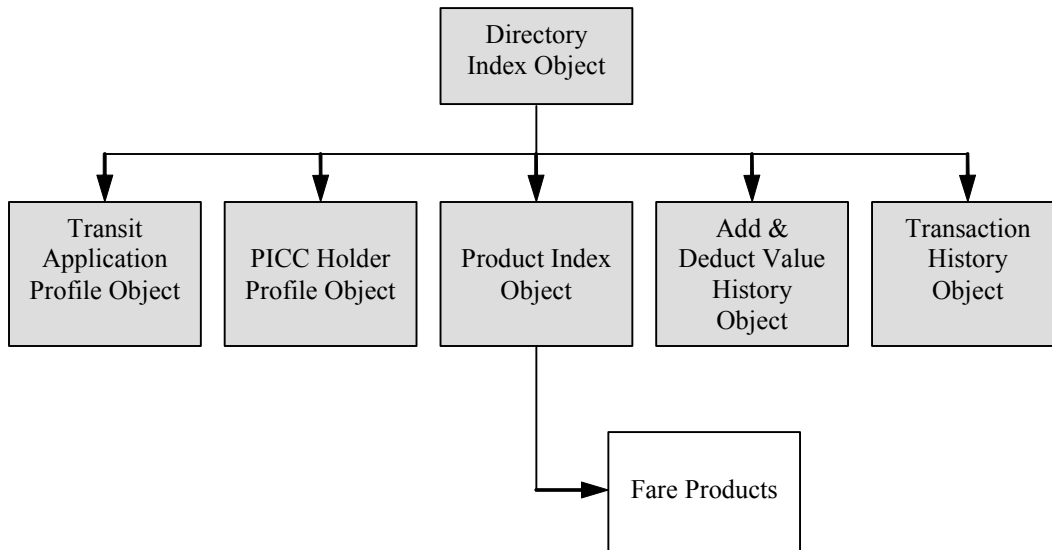 Directory
Index Object
Transit
Application
Profile Object
PICC Holder
Profile Object
Product Index
Object
Add &
Deduct Value
History
Object
Transaction
History
Object
Fare Products